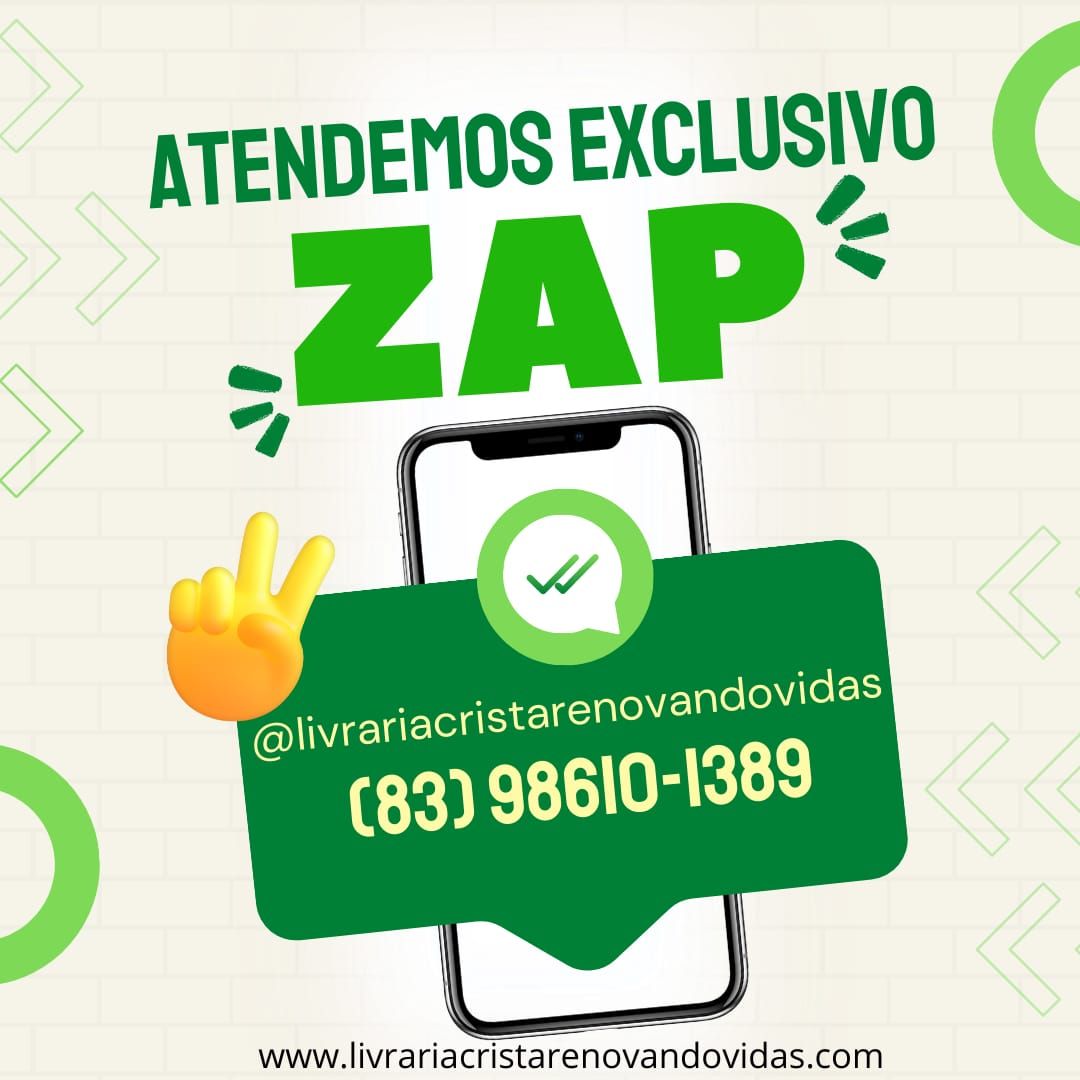 ATENDEMOS EXCLUSIVO
ZAP
@livrariacristarenovandovidas
(83) 98610-1389
www.livrariacristarenovandovidas.com